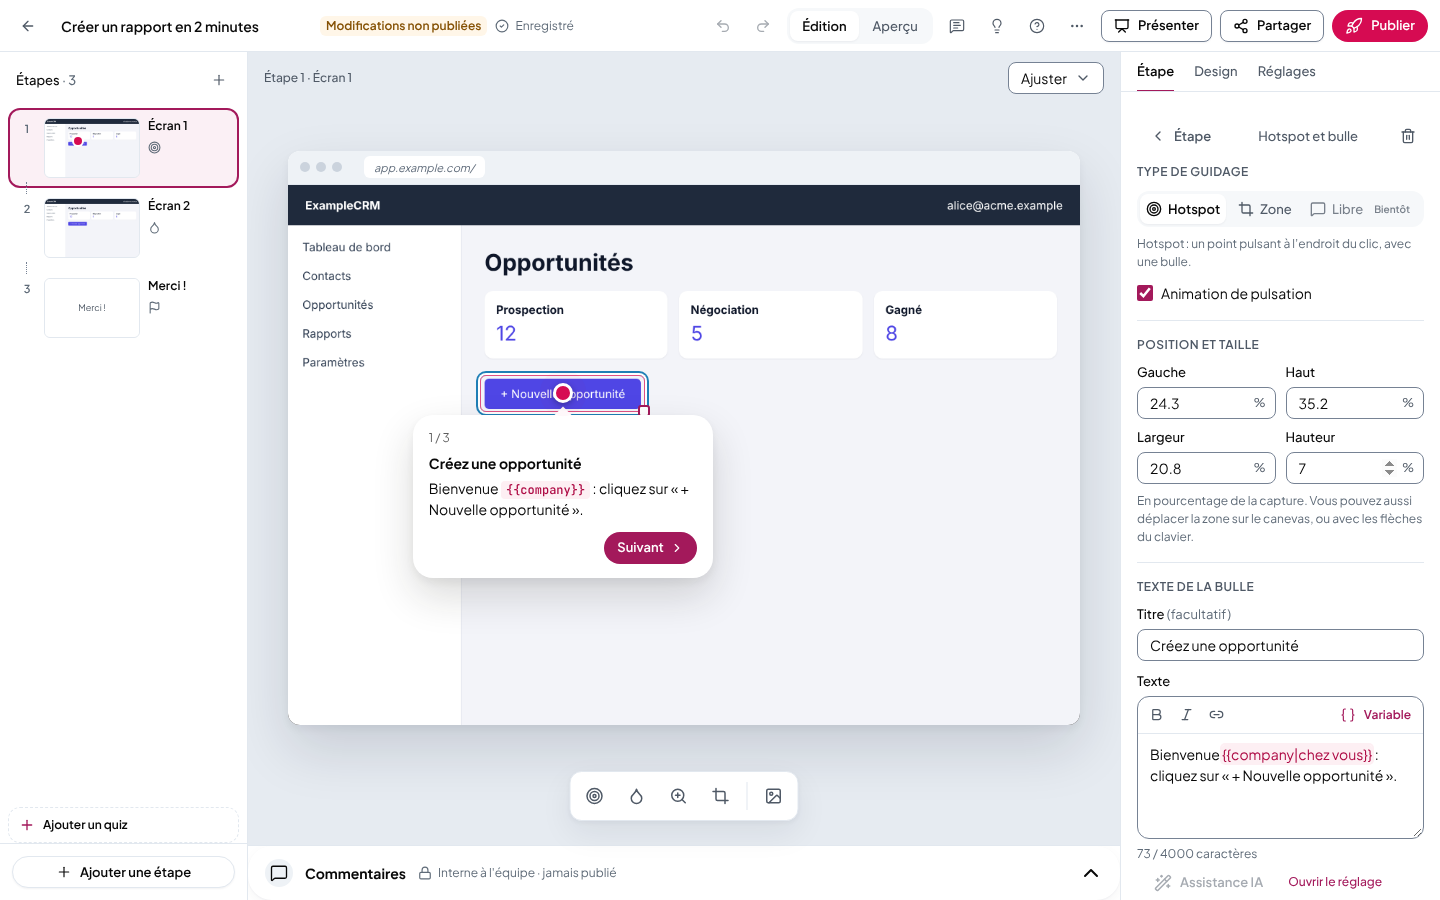 Créer un rapport en 2 minutes
Modifications non publiées
Enregistré
Édition
Aperçu
Présenter
Partager
Publier
Étapes · 3
1
Écran 1
2
Écran 2
3
Merci !
Merci !
Ajouter un quiz
Ajouter une étape
Étape 1 · Écran 1
Ajuster
app.example.com/
ExampleCRM
alice@acme.example
Tableau de bord
Contacts
Opportunités
Rapports
Paramètres
Opportunités
Prospection
12
Négociation
5
Gagné
8
+ Nouvell pportunité
1 / 3
Créez une opportunité
Bienvenue {{company}} : cliquez sur « +
Nouvelle opportunité ».
Suivant
Commentaires
Interne à l'équipe · jamais publié
Étape
Design
Réglages
Étape
Hotspot et bulle
TYPE DE GUIDAGE
Hotspot
Zone
Libre
Bientôt
Hotspot : un point pulsant à l'endroit du clic, avec
une bulle.
Animation de pulsation
POSITION ET TAILLE
Gauche
Haut
24.3 %
35.2 %
Largeur
Hauteur
20.8 %
7 %
En pourcentage de la capture. Vous pouvez aussi
déplacer la zone sur le canevas, ou avec les flèches
du clavier.
TEXTE DE LA BULLE
Titre (facultatif)
Créez une opportunité
Texte
B I
{ } Variable
Bienvenue {{company|chez vous}} :
cliquez sur « + Nouvelle opportunité ».
73 / 4000 caractères
Assistance IA
Ouvrir le réglage